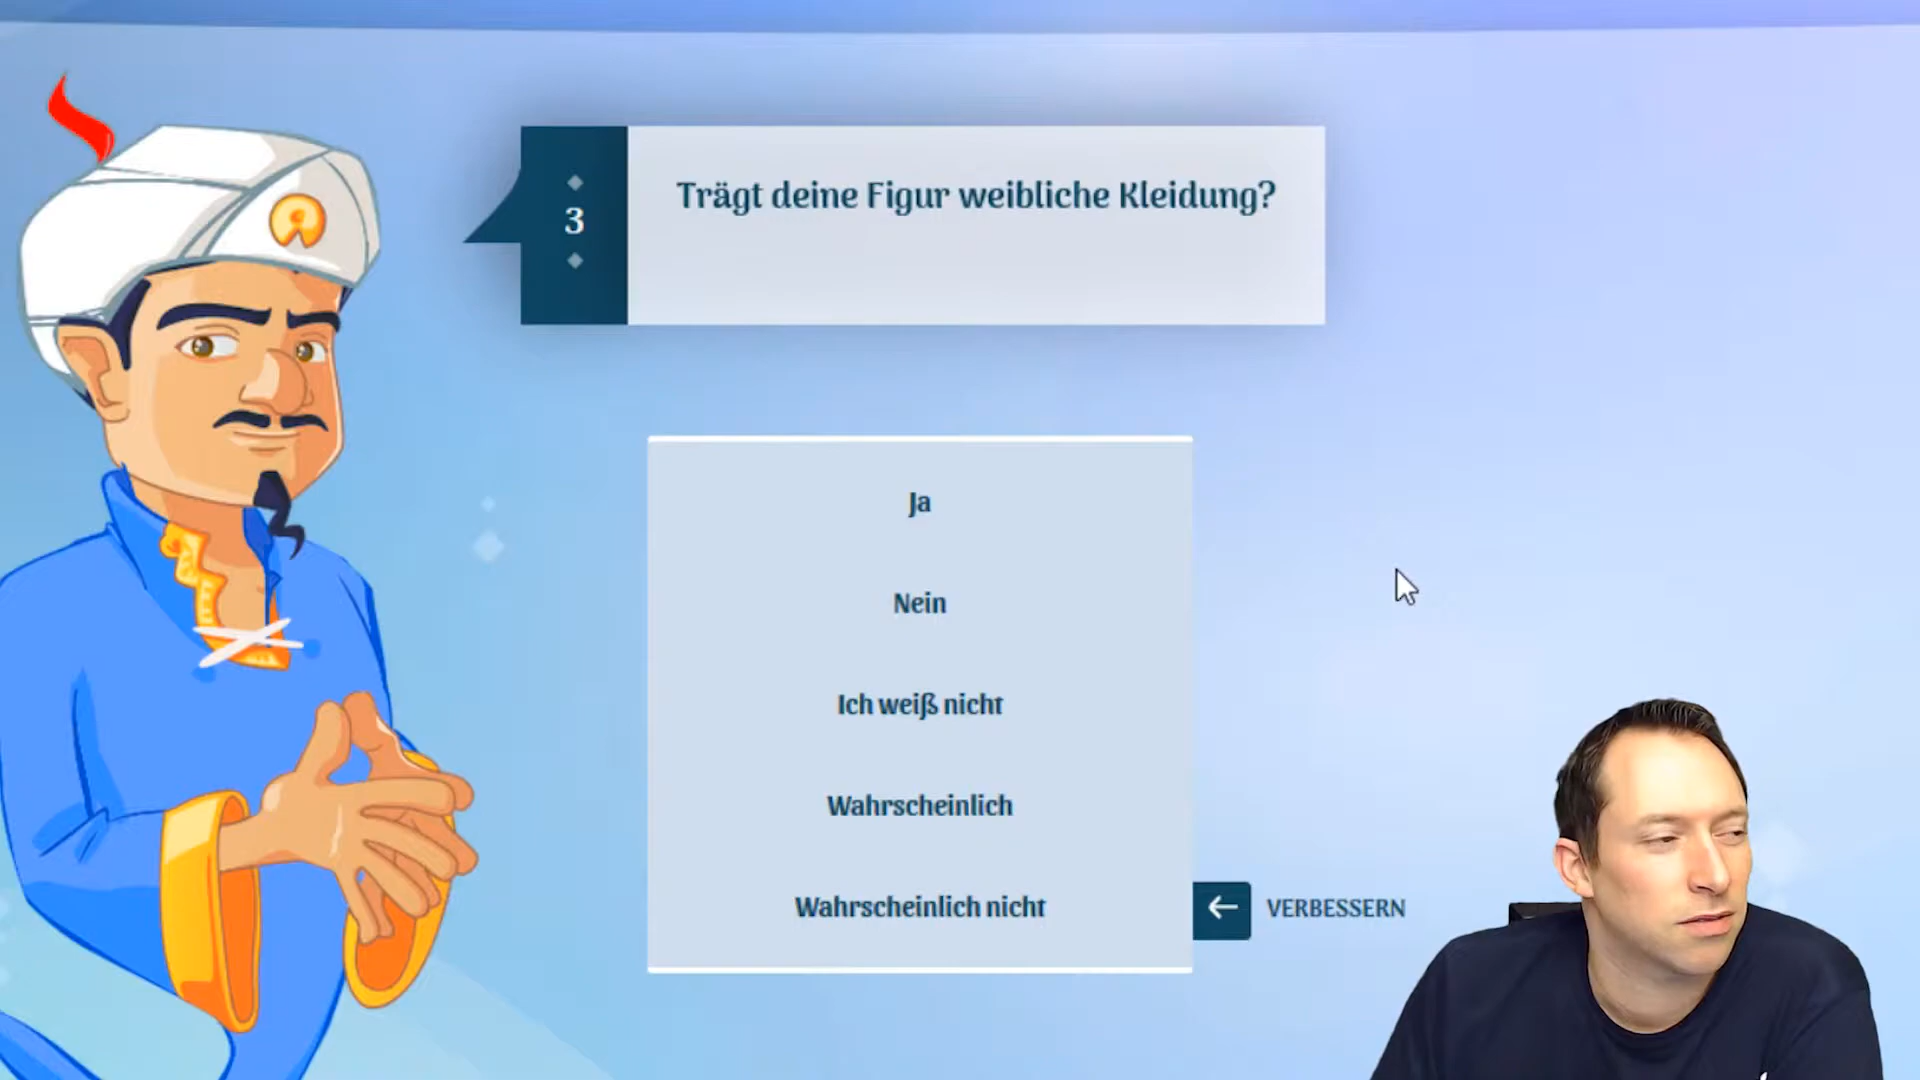 3
Trägt deine Figur weibliche Kleidung?
Ja
Nein
Ich weiß nicht
Wahrscheinlich
Wahrscheinlich nicht
VERBESSERN